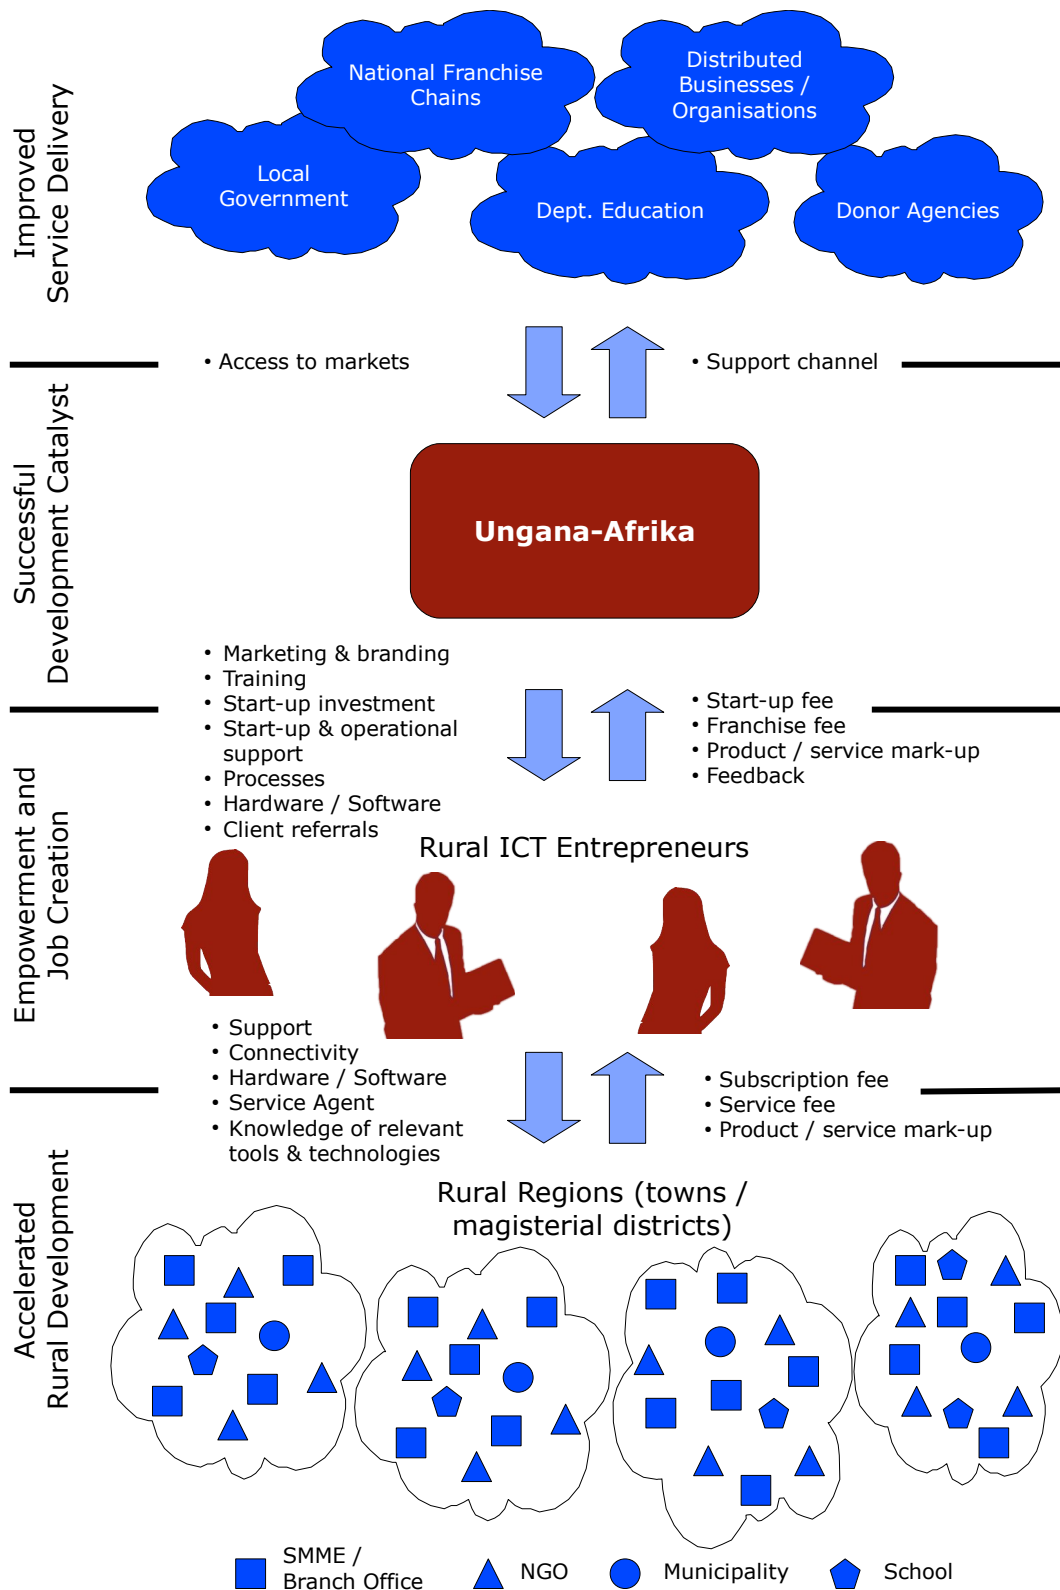 Improved
Service Delivery
National Franchise
Chains
Distributed
Businesses /
Organisations
Local
Government
Dept. Education
Donor Agencies
• Access to markets
• Support channel
Successful
Development Catalyst
Ungana-Afrika
• Marketing & branding
• Training
• Start-up investment
• Start-up & operational
support
• Processes
• Hardware / Software
• Client referrals
• Start-up fee
• Franchise fee
• Product / service mark-up
• Feedback
Empowerment and
Job Creation
Rural ICT Entrepreneurs
• Support
• Connectivity
• Hardware / Software
• Service Agent
• Knowledge of relevant
tools & technologies
• Subscription fee
• Service fee
• Product / service mark-up
Accelerated
Rural Development
Rural Regions (towns /
magisterial districts)
SMME /
Branch Office
NGO
Municipality
School